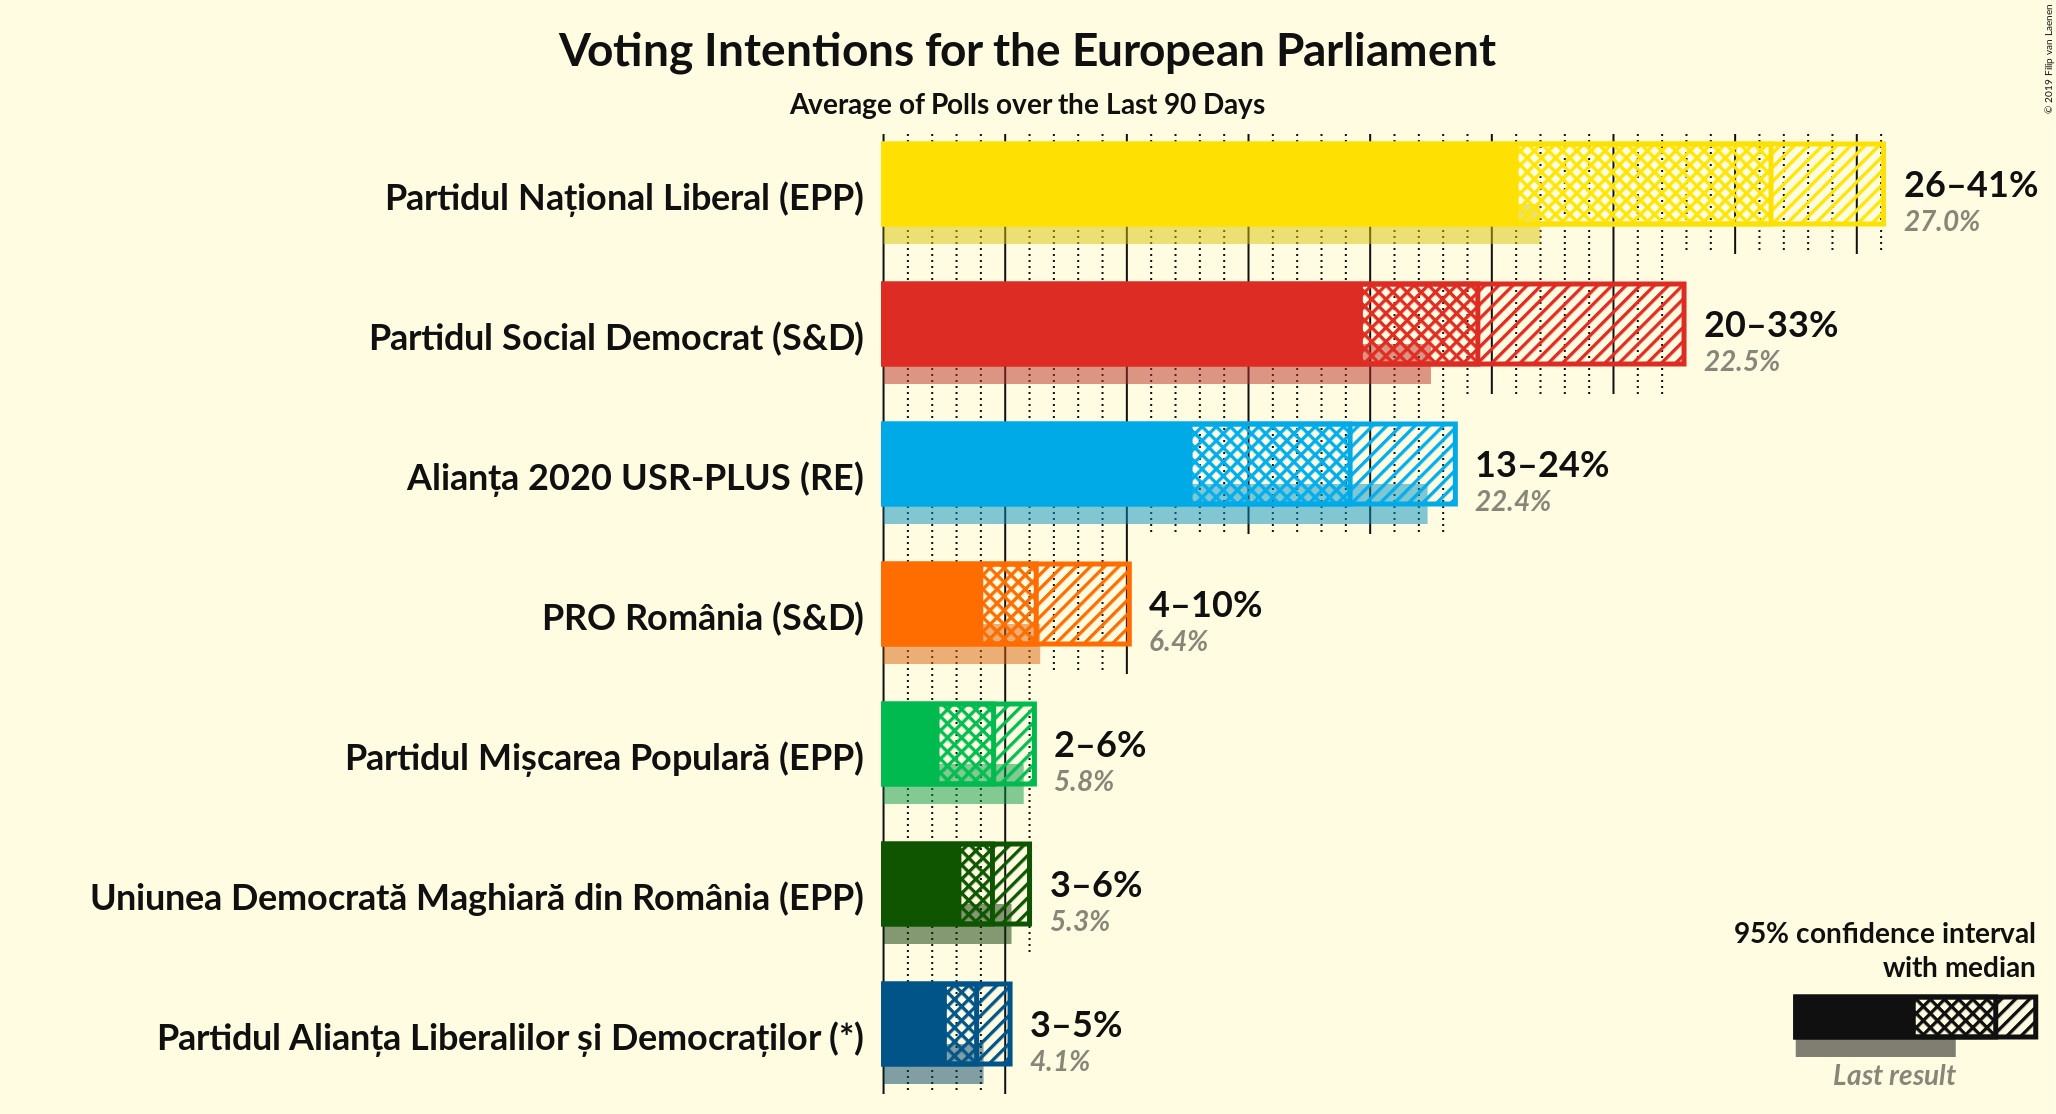 Voting Intentions for the European Parliament
Average of Polls over the Last 90 Days
© 2019 Filip van Laenen
Partidul Național Liberal (EPP)
26–41%
27.0%
Partidul Social Democrat (S&D)
20–33%
22.5%
Alianța 2020 USR-PLUS (RE)
13–24%
22.4%
PRO România (S&D)
4–10%
6.4%
Partidul Mișcarea Populară (EPP)
2–6%
5.8%
Uniunea Democrată Maghiară din România (EPP)
3–6%
5.3%
Partidul Alianța Liberalilor și Democraților (*)
3–5%
4.1%
95% confidence interval
with median
Last result